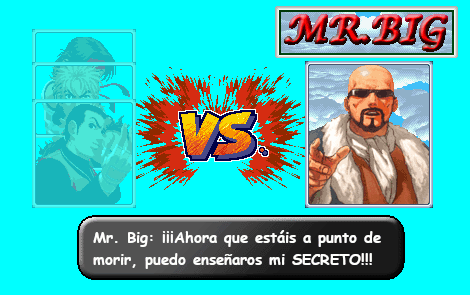 MR.BIG
VS.
Mr. Big: ¡¡¡Ahora que estáis a punto de
morir, puedo enseñaros mi SECRETO!!!